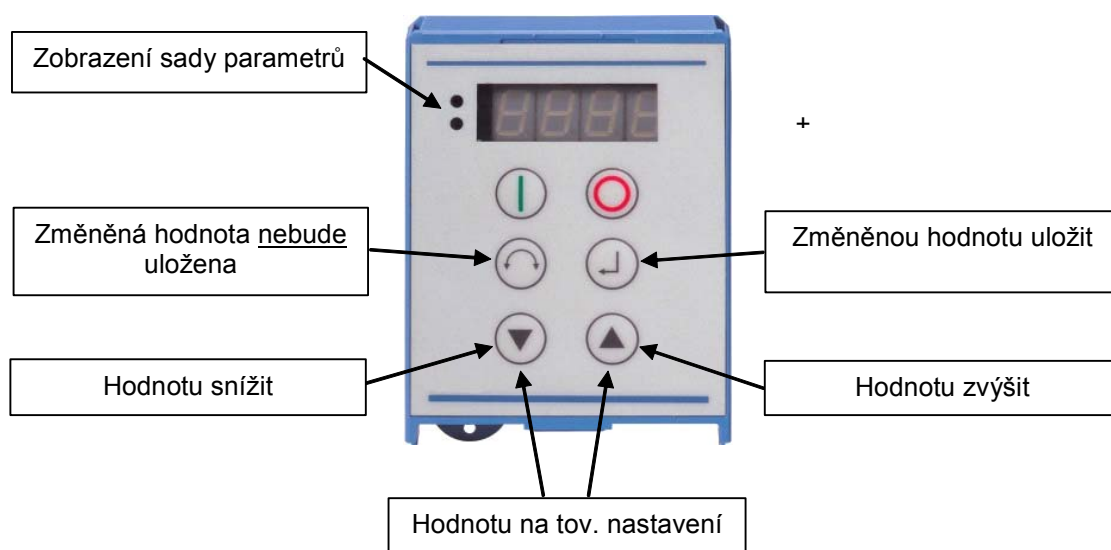 Zobrazení sady parametrů
+
Změněná hodnota nebude
uložena
Změněnou hodnotu uložit
Hodnotu snížit
Hodnotu zvýšit
Hodnotu na tov. nastavení